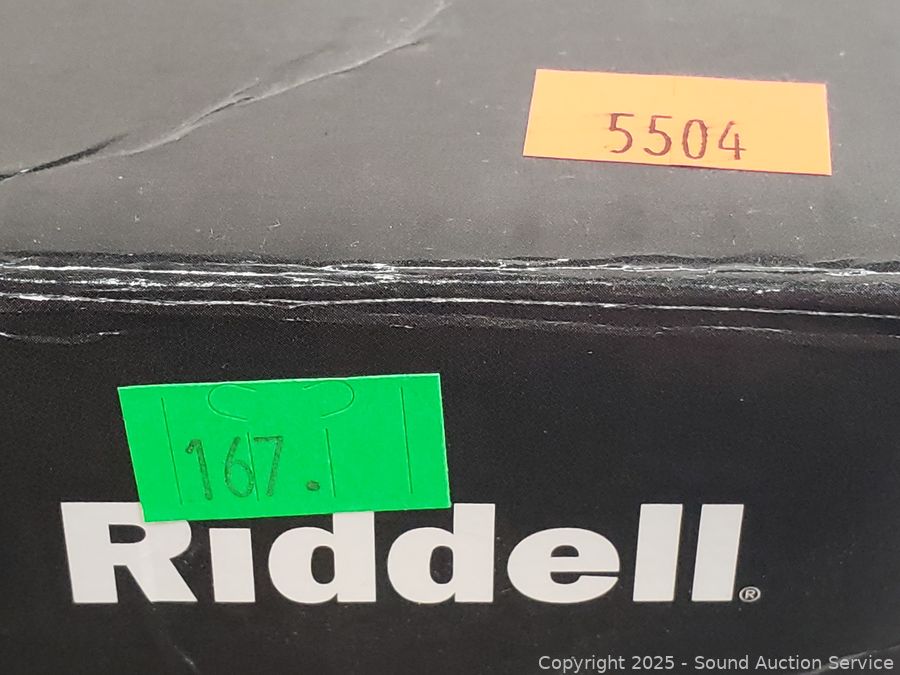 5504
167.
Riddell®
Copyright © 2025 - Sound Auction Service